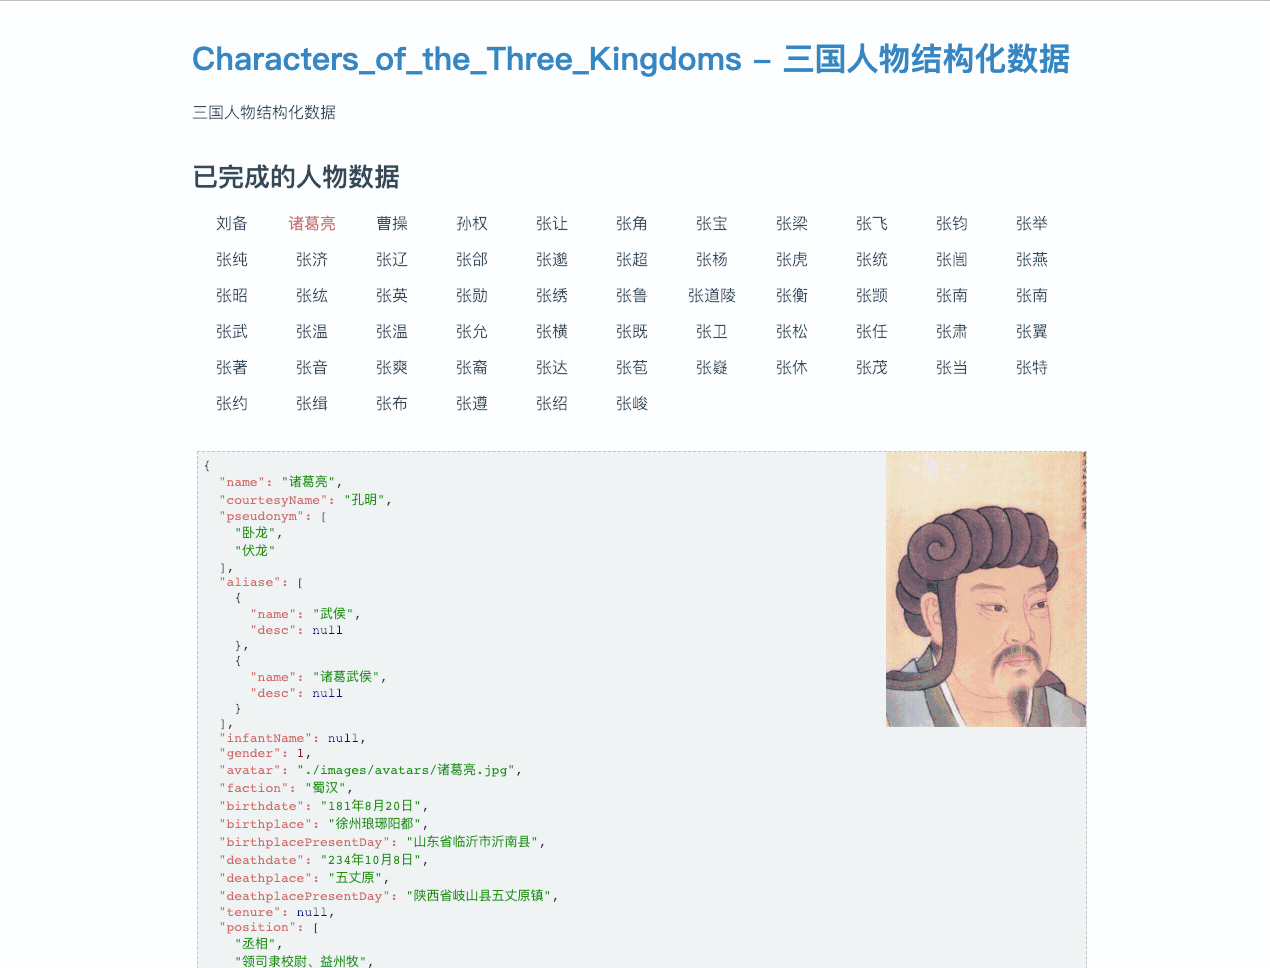 Characters_of_the_Three_Kingdoms – 三国人物结构化数据
三国人物结构化数据
已完成的人物数据
刘备 诸葛亮 曹操 孙权 张让 张角 张宝 张梁 张飞 张钧 张举
张纯 张济 张辽 张郃 张邈 张超 张杨 张虎 张统 张闿 张燕
张昭 张纮 张英 张勋 张绣 张鲁 张道陵 张衡 张颢 张南 张南
张武 张温 张温 张允 张横 张既 张卫 张松 张任 张肃 张翼
张著 张音 张爽 张裔 张达 张苞 张嶷 张休 张茂 张当 张特
张约 张缉 张布 张遵 张绍 张峻
{
"name": "诸葛亮",
"courtesyName": "孔明",
"pseudonym": [
"卧龙",
"伏龙"
],
"aliase": [
{
"name": "武侯",
"desc": null
},
{
"name": "诸葛武侯",
"desc": null
}
],
"infantName": null,
"gender": 1,
"avatar": "./images/avatars/诸葛亮.jpg",
"faction": "蜀汉",
"birthdate": "181年8月20日",
"birthplace": "徐州琅琊阳都",
"birthplacePresentDay": "山东省临沂市沂南县",
"deathdate": "234年10月8日",
"deathplace": "五丈原",
"deathplacePresentDay": "陕西省岐山县五丈原镇",
"tenure": null,
"position": [
"丞相",
"领司隶校尉、益州牧",